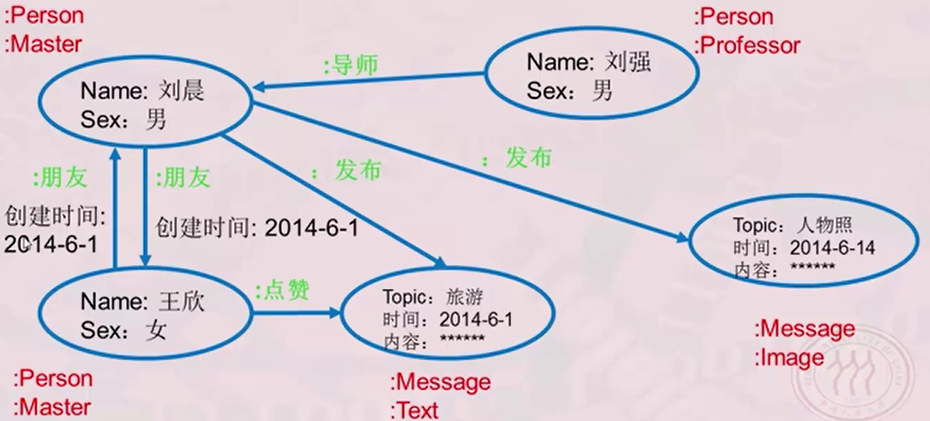 :Person
:Master
:Person
:Professor
Name: 刘晨
Sex：男
:导师
Name: 刘强
Sex：男
:朋友
:朋友
：发布
：发布
创建时间:
2014-6-1
创建时间: 2014-6-1
Topic：人物照
时间：2014-6-14
内容：******
Name: 王欣
Sex：女
:点赞
Topic：旅游
时间：2014-6-1
内容：******
:Message
:Image
:Person
:Master
:Message
:Text